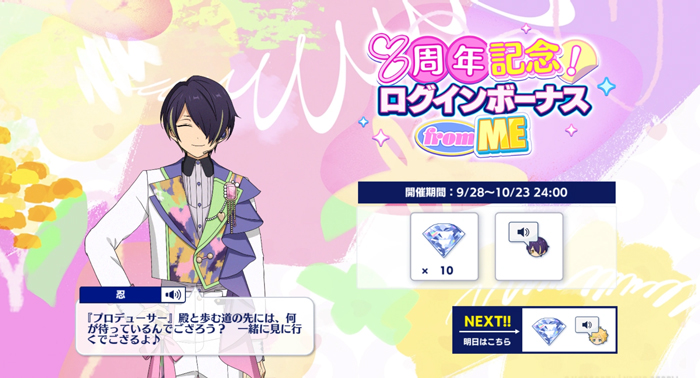 8周年記念!
ログインボーナス
from ME
開催期間：9/28～10/23 24:00
× 10
忍
『プロデューサー』殿と歩む道の先には、何
が待っているんでござろう？　一緒に見に行
くでござるよ♪
NEXT!!
明日はこちら